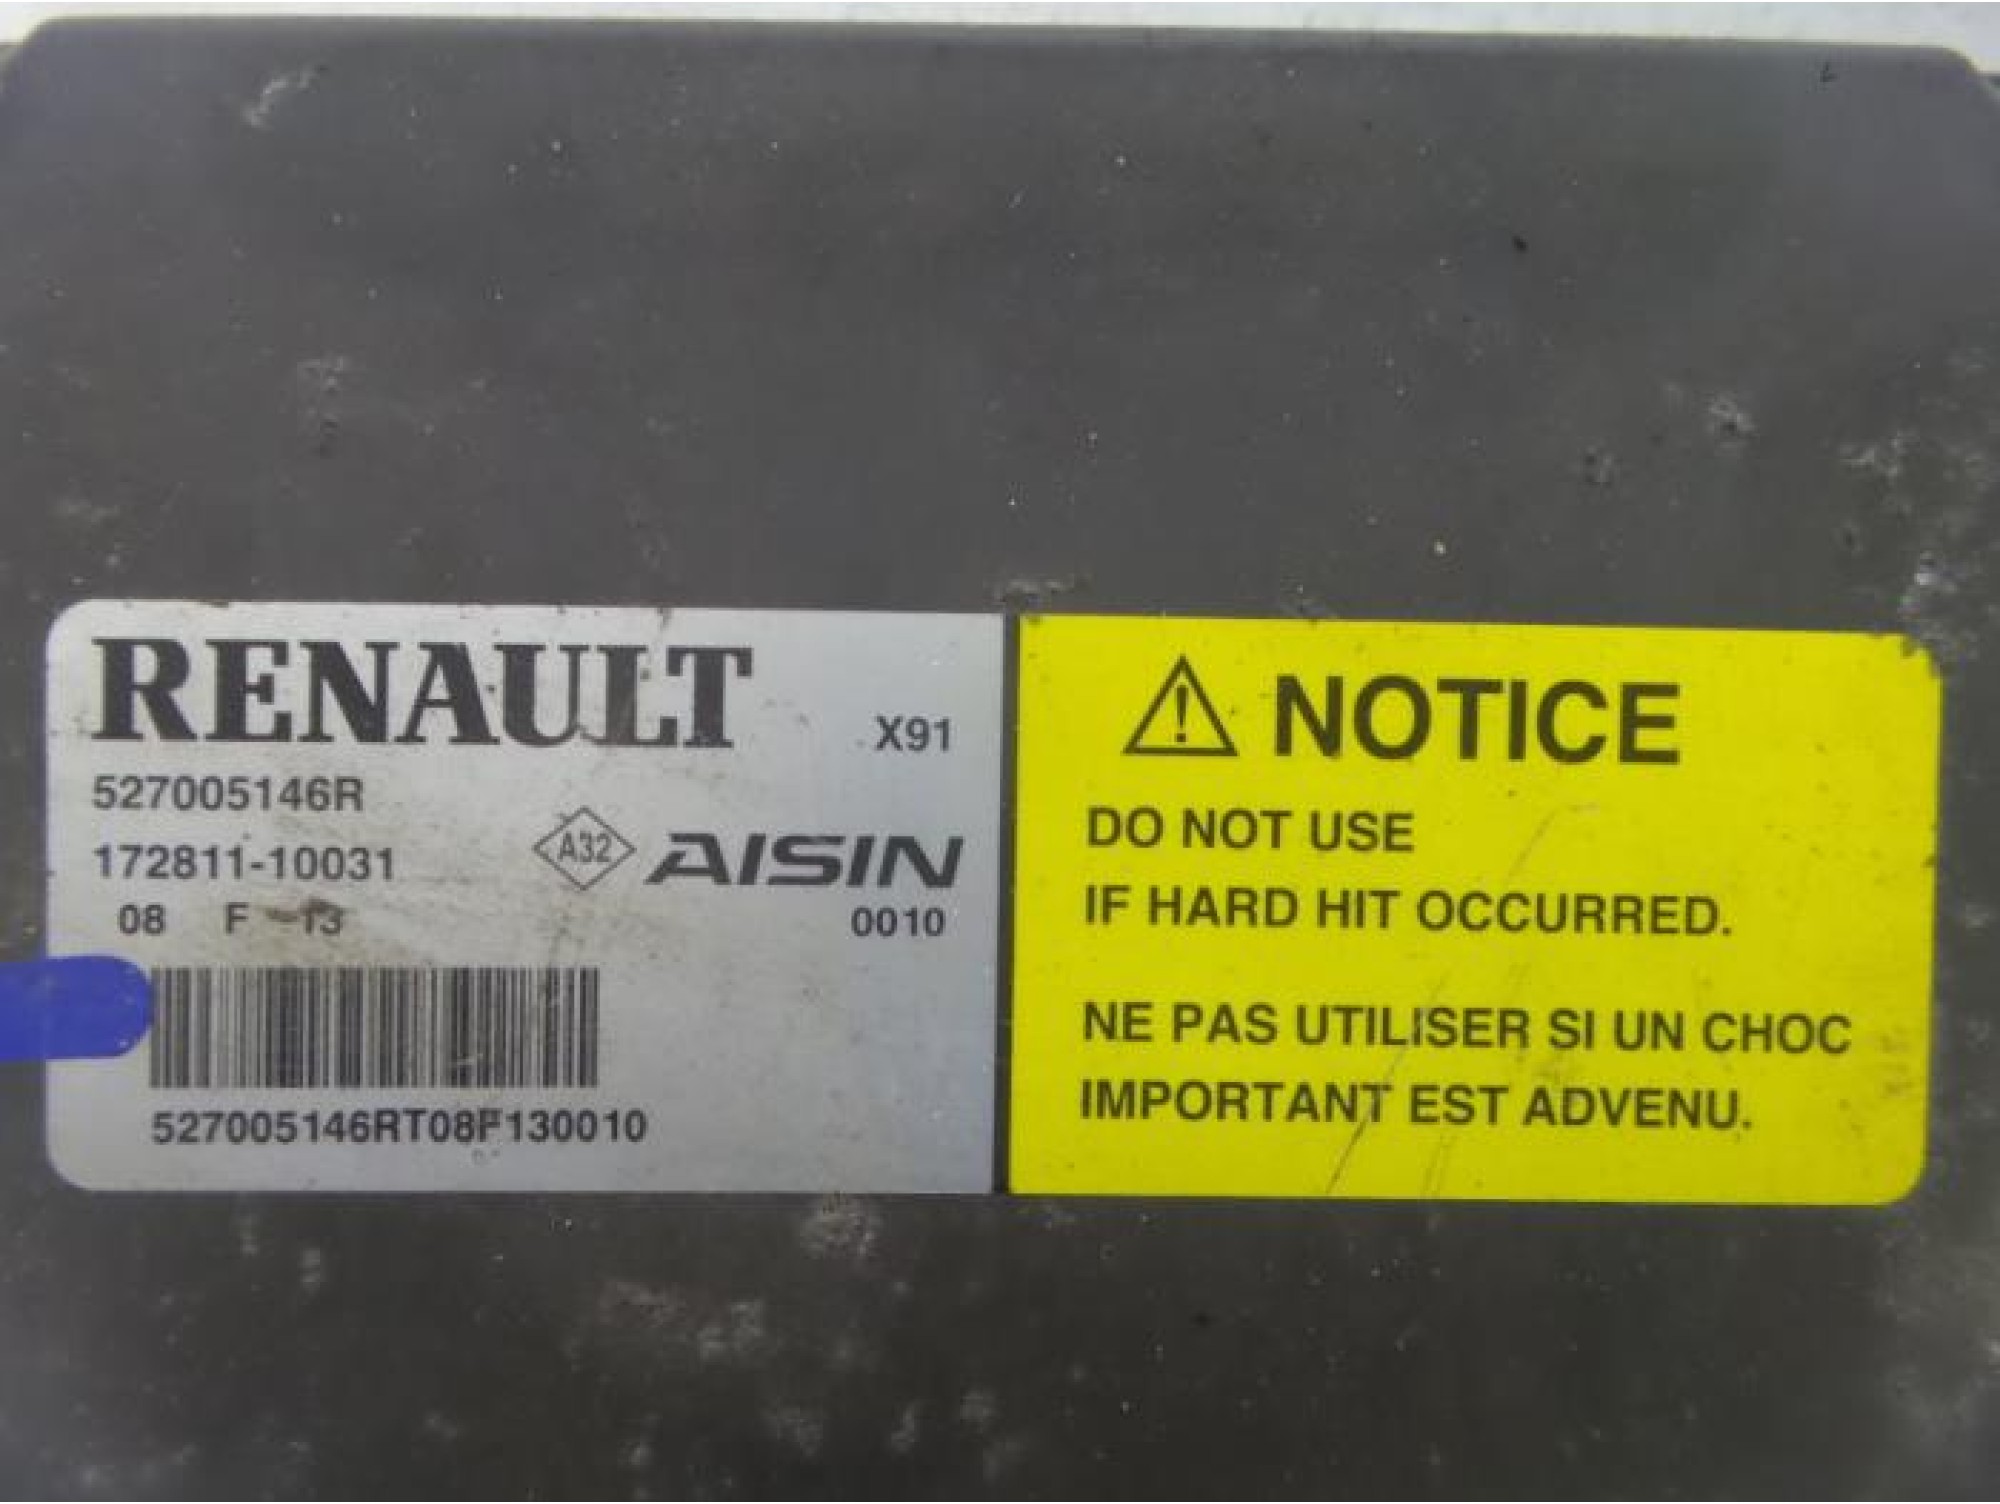 RENAULT X91
527005146R
172811-10031 A32 AISIN
08 F 13 0010
527005146RT08F130010
NOTICE
DO NOT USE
IF HARD HIT OCCURRED.
NE PAS UTILISER SI UN CHOC
IMPORTANT EST ADVENU.